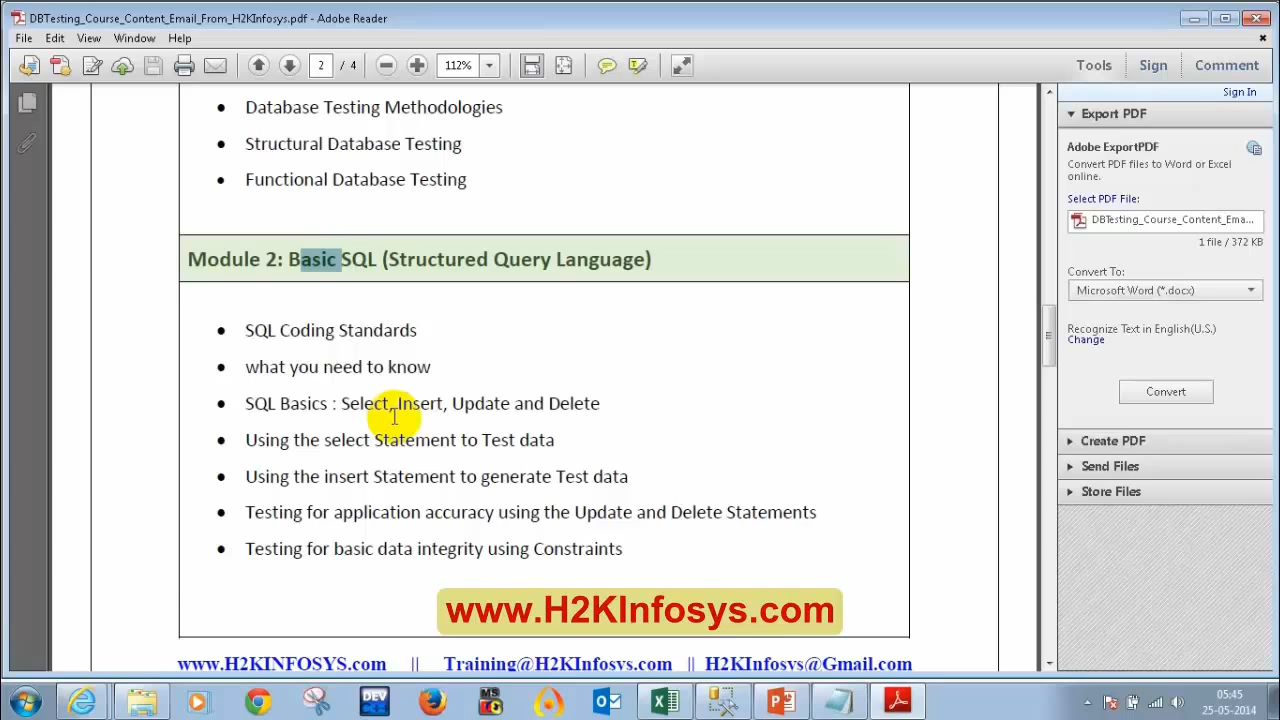 DBTesting_Course_Content_Email_From_H2KInfosys.pdf - Adobe Reader
File Edit View Window Help
2 / 4 112% Tools Sign Comment
Sign In
Export PDF
Adobe ExportPDF
Convert PDF files to Word or Excel
online.
Select PDF File:
DBTesting_Course_Content_Ema...
1 file / 372 KB
Convert To:
Microsoft Word (*.docx)
Recognize Text in English(U.S.)
Change
Convert
Create PDF
Send Files
Store Files
• Database Testing Methodologies
• Structural Database Testing
• Functional Database Testing
Module 2: Basic SQL (Structured Query Language)
• SQL Coding Standards
• what you need to know
• SQL Basics : Select, Insert, Update and Delete
• Using the select Statement to Test data
• Using the insert Statement to generate Test data
• Testing for application accuracy using the Update and Delete Statements
• Testing for basic data integrity using Constraints
www.H2KInfosys.com
www.H2KINFOSYS.com || Training@H2KInfosys.com || H2KInfosys@Gmail.com
DEV
MS
05:45
25-05-2014